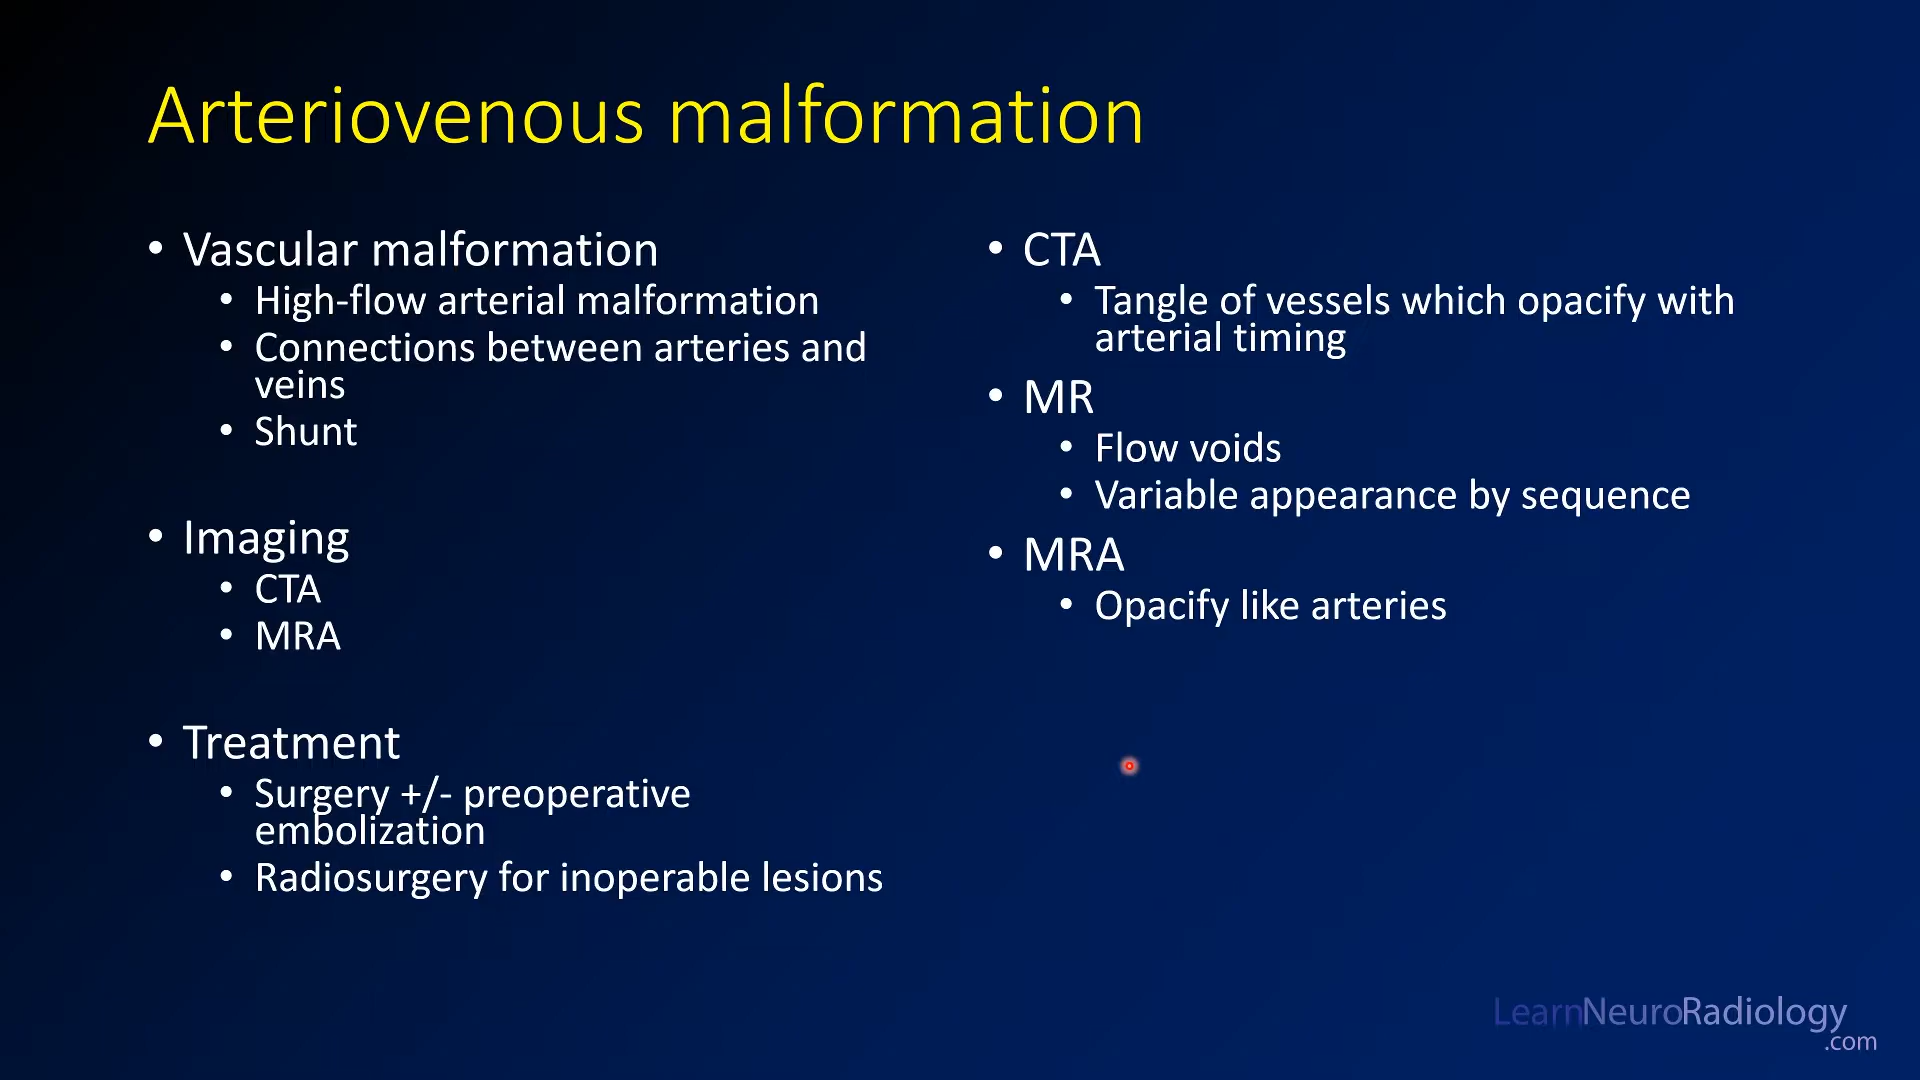 Arteriovenous malformation
• Vascular malformation
• High-flow arterial malformation
• Connections between arteries and
veins
• Shunt
• Imaging
• CTA
• MRA
• Treatment
• Surgery +/- preoperative
embolization
• Radiosurgery for inoperable lesions
• CTA
• Tangle of vessels which opacify with
arterial timing
• MR
• Flow voids
• Variable appearance by sequence
• MRA
• Opacify like arteries
LearnNeuroRadiology
.com